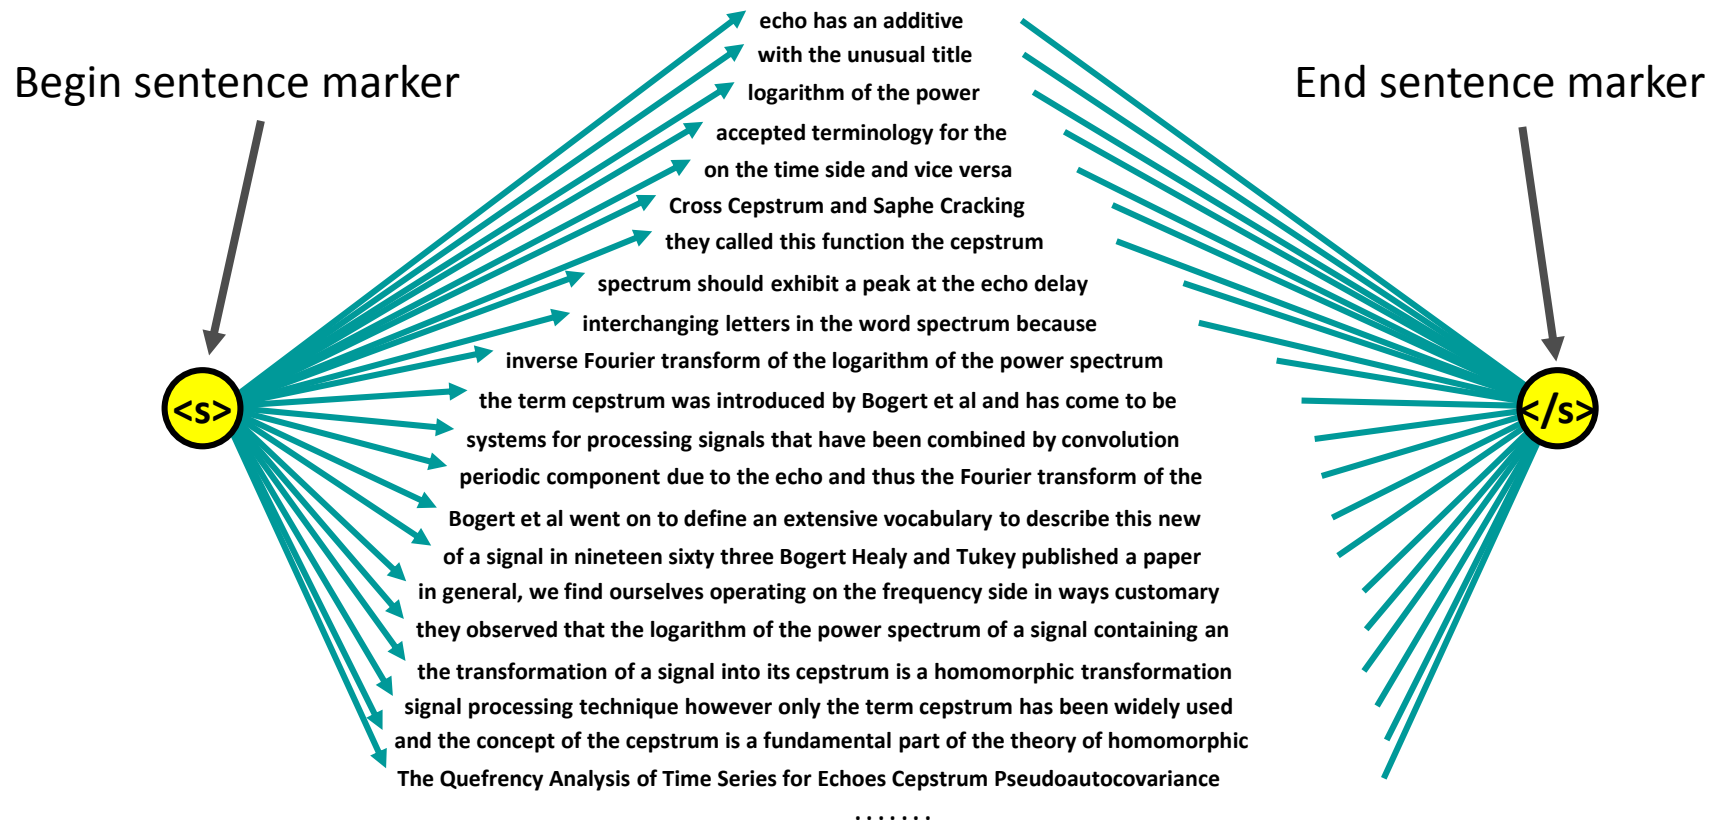 Begin sentence marker
End sentence marker
echo has an additive
with the unusual title
logarithm of the power
accepted terminology for the
on the time side and vice versa
Cross Cepstrum and Saphe Cracking
they called this function the cepstrum
spectrum should exhibit a peak at the echo delay
interchanging letters in the word spectrum because
inverse Fourier transform of the logarithm of the power spectrum
<s>
the term cepstrum was introduced by Bogert et al and has come to be
</s>
systems for processing signals that have been combined by convolution
periodic component due to the echo and thus the Fourier transform of the
Bogert et al went on to define an extensive vocabulary to describe this new
of a signal in nineteen sixty three Bogert Healy and Tukey published a paper
in general, we find ourselves operating on the frequency side in ways customary
they observed that the logarithm of the power spectrum of a signal containing an
the transformation of a signal into its cepstrum is a homomorphic transformation
signal processing technique however only the term cepstrum has been widely used
and the concept of the cepstrum is a fundamental part of the theory of homomorphic
The Quefrency Analysis of Time Series for Echoes Cepstrum Pseudoautocovariance
. . . . . . .